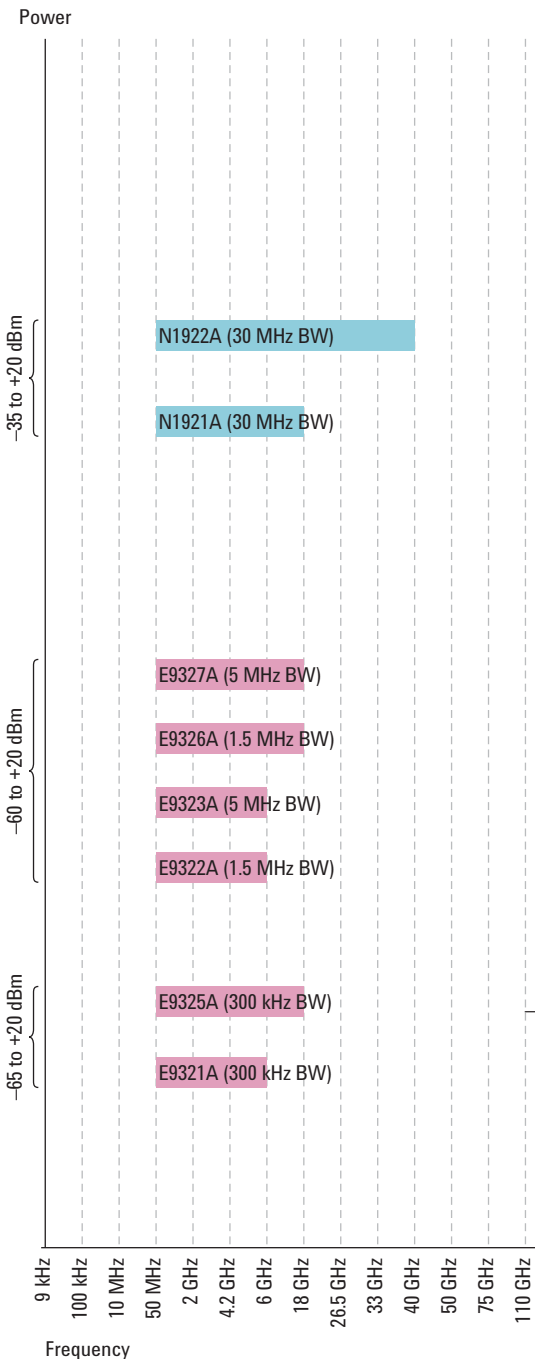 Power
–35 to +20 dBm
N1922A (30 MHz BW)
N1921A (30 MHz BW)
–60 to +20 dBm
E9327A (5 MHz BW)
E9326A (1.5 MHz BW)
E9323A (5 MHz BW)
E9322A (1.5 MHz BW)
–65 to +20 dBm
E9325A (300 kHz BW)
E9321A (300 kHz BW)
9 kHz
100 kHz
10 MHz
50 MHz
2 GHz
4.2 GHz
6 GHz
18 GHz
26.5 GHz
33 GHz
40 GHz
50 GHz
75 GHz
110 GHz
Frequency